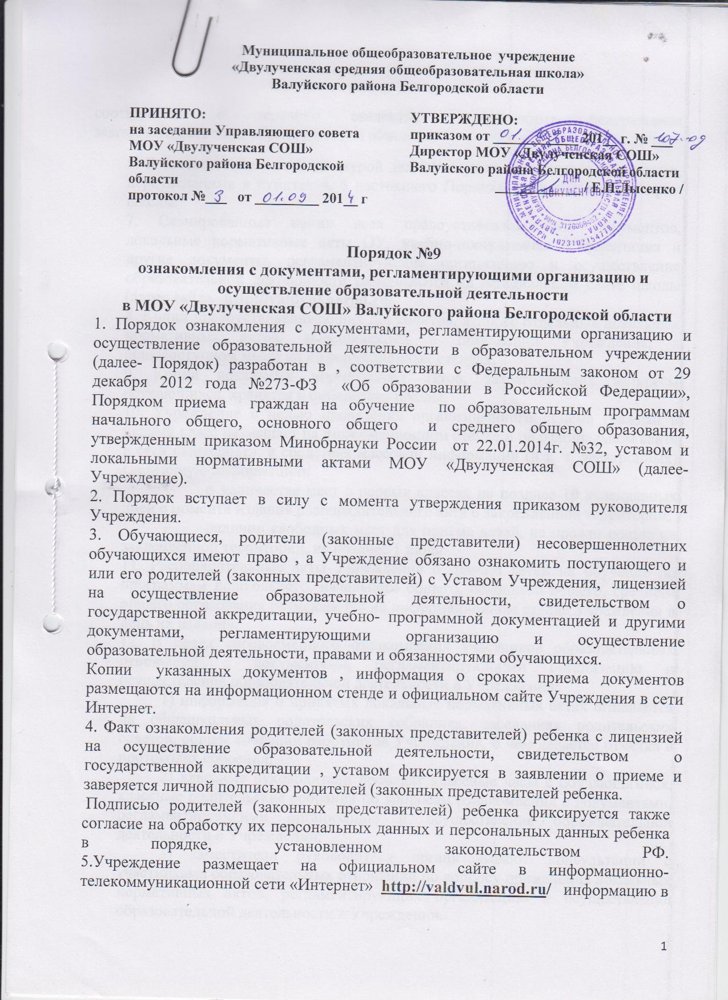 Муниципальное общеобразовательное учреждение
«Двулученская средняя общеобразовательная школа»
Валуйского района Белгородской области
ПРИНЯТО:
на заседании Управляющего совета
МОУ «Двулученская СОШ»
Валуйского района Белгородской
области
протокол № 3 от 01.09 2014 г
УТВЕРЖДЕНО:
приказом от 01. 201 г. № 107-09
Директор МОУ «Двулученская СОШ»
Валуйского района Белгородской области
/ Е.П.Лысенко /
ДЛЯ
ДОКУМЕНТОВ
ОГРН 1023102154778
Порядок №9
ознакомления с документами, регламентирующими организацию и
осуществление образовательной деятельности
в МОУ «Двулученская СОШ» Валуйского района Белгородской области
1. Порядок ознакомления с документами, регламентирующими организацию и
осуществление образовательной деятельности в образовательном учреждении
(далее- Порядок) разработан в , соответствии с Федеральным законом от 29
декабря 2012 года №273-ФЗ «Об образовании в Российской Федерации»,
Порядком приема граждан на обучение по образовательным программам
начального общего, основного общего и среднего общего образования,
утвержденным приказом Минобрнауки России от 22.01.2014г. №32, уставом и
локальными нормативными актами МОУ «Двулученская СОШ» (далее-
Учреждение).
2. Порядок вступает в силу с момента утверждения приказом руководителя
Учреждения.
3. Обучающиеся, родители (законные представители) несовершеннолетних
обучающихся имеют право , а Учреждение обязано ознакомить поступающего и
или его родителей (законных представителей) с Уставом Учреждения, лицензией
на осуществление образовательной деятельности, свидетельством о
государственной аккредитации, учебно- программной документацией и другими
документами, регламентирующими организацию и осуществление
образовательной деятельности, правами и обязанностями обучающихся.
Копии указанных документов , информация о сроках приема документов
размещаются на информационном стенде и официальном сайте Учреждения в сети
Интернет.
4. Факт ознакомления родителей (законных представителей) ребенка с лицензией
на осуществление образовательной деятельности, свидетельством о
государственной аккредитации , уставом фиксируется в заявлении о приеме и
заверяется личной подписью родителей (законных представителей ребенка.
Подписью родителей (законных представителей) ребенка фиксируется также
согласие на обработку их персональных данных и персональных данных ребенка
в порядке, установленном законодательством РФ.
5.Учреждение размещает на официальном сайте в информационно-
телекоммуникационной сети «Интернет» http://valdvul.narod.ru/ информацию в
1